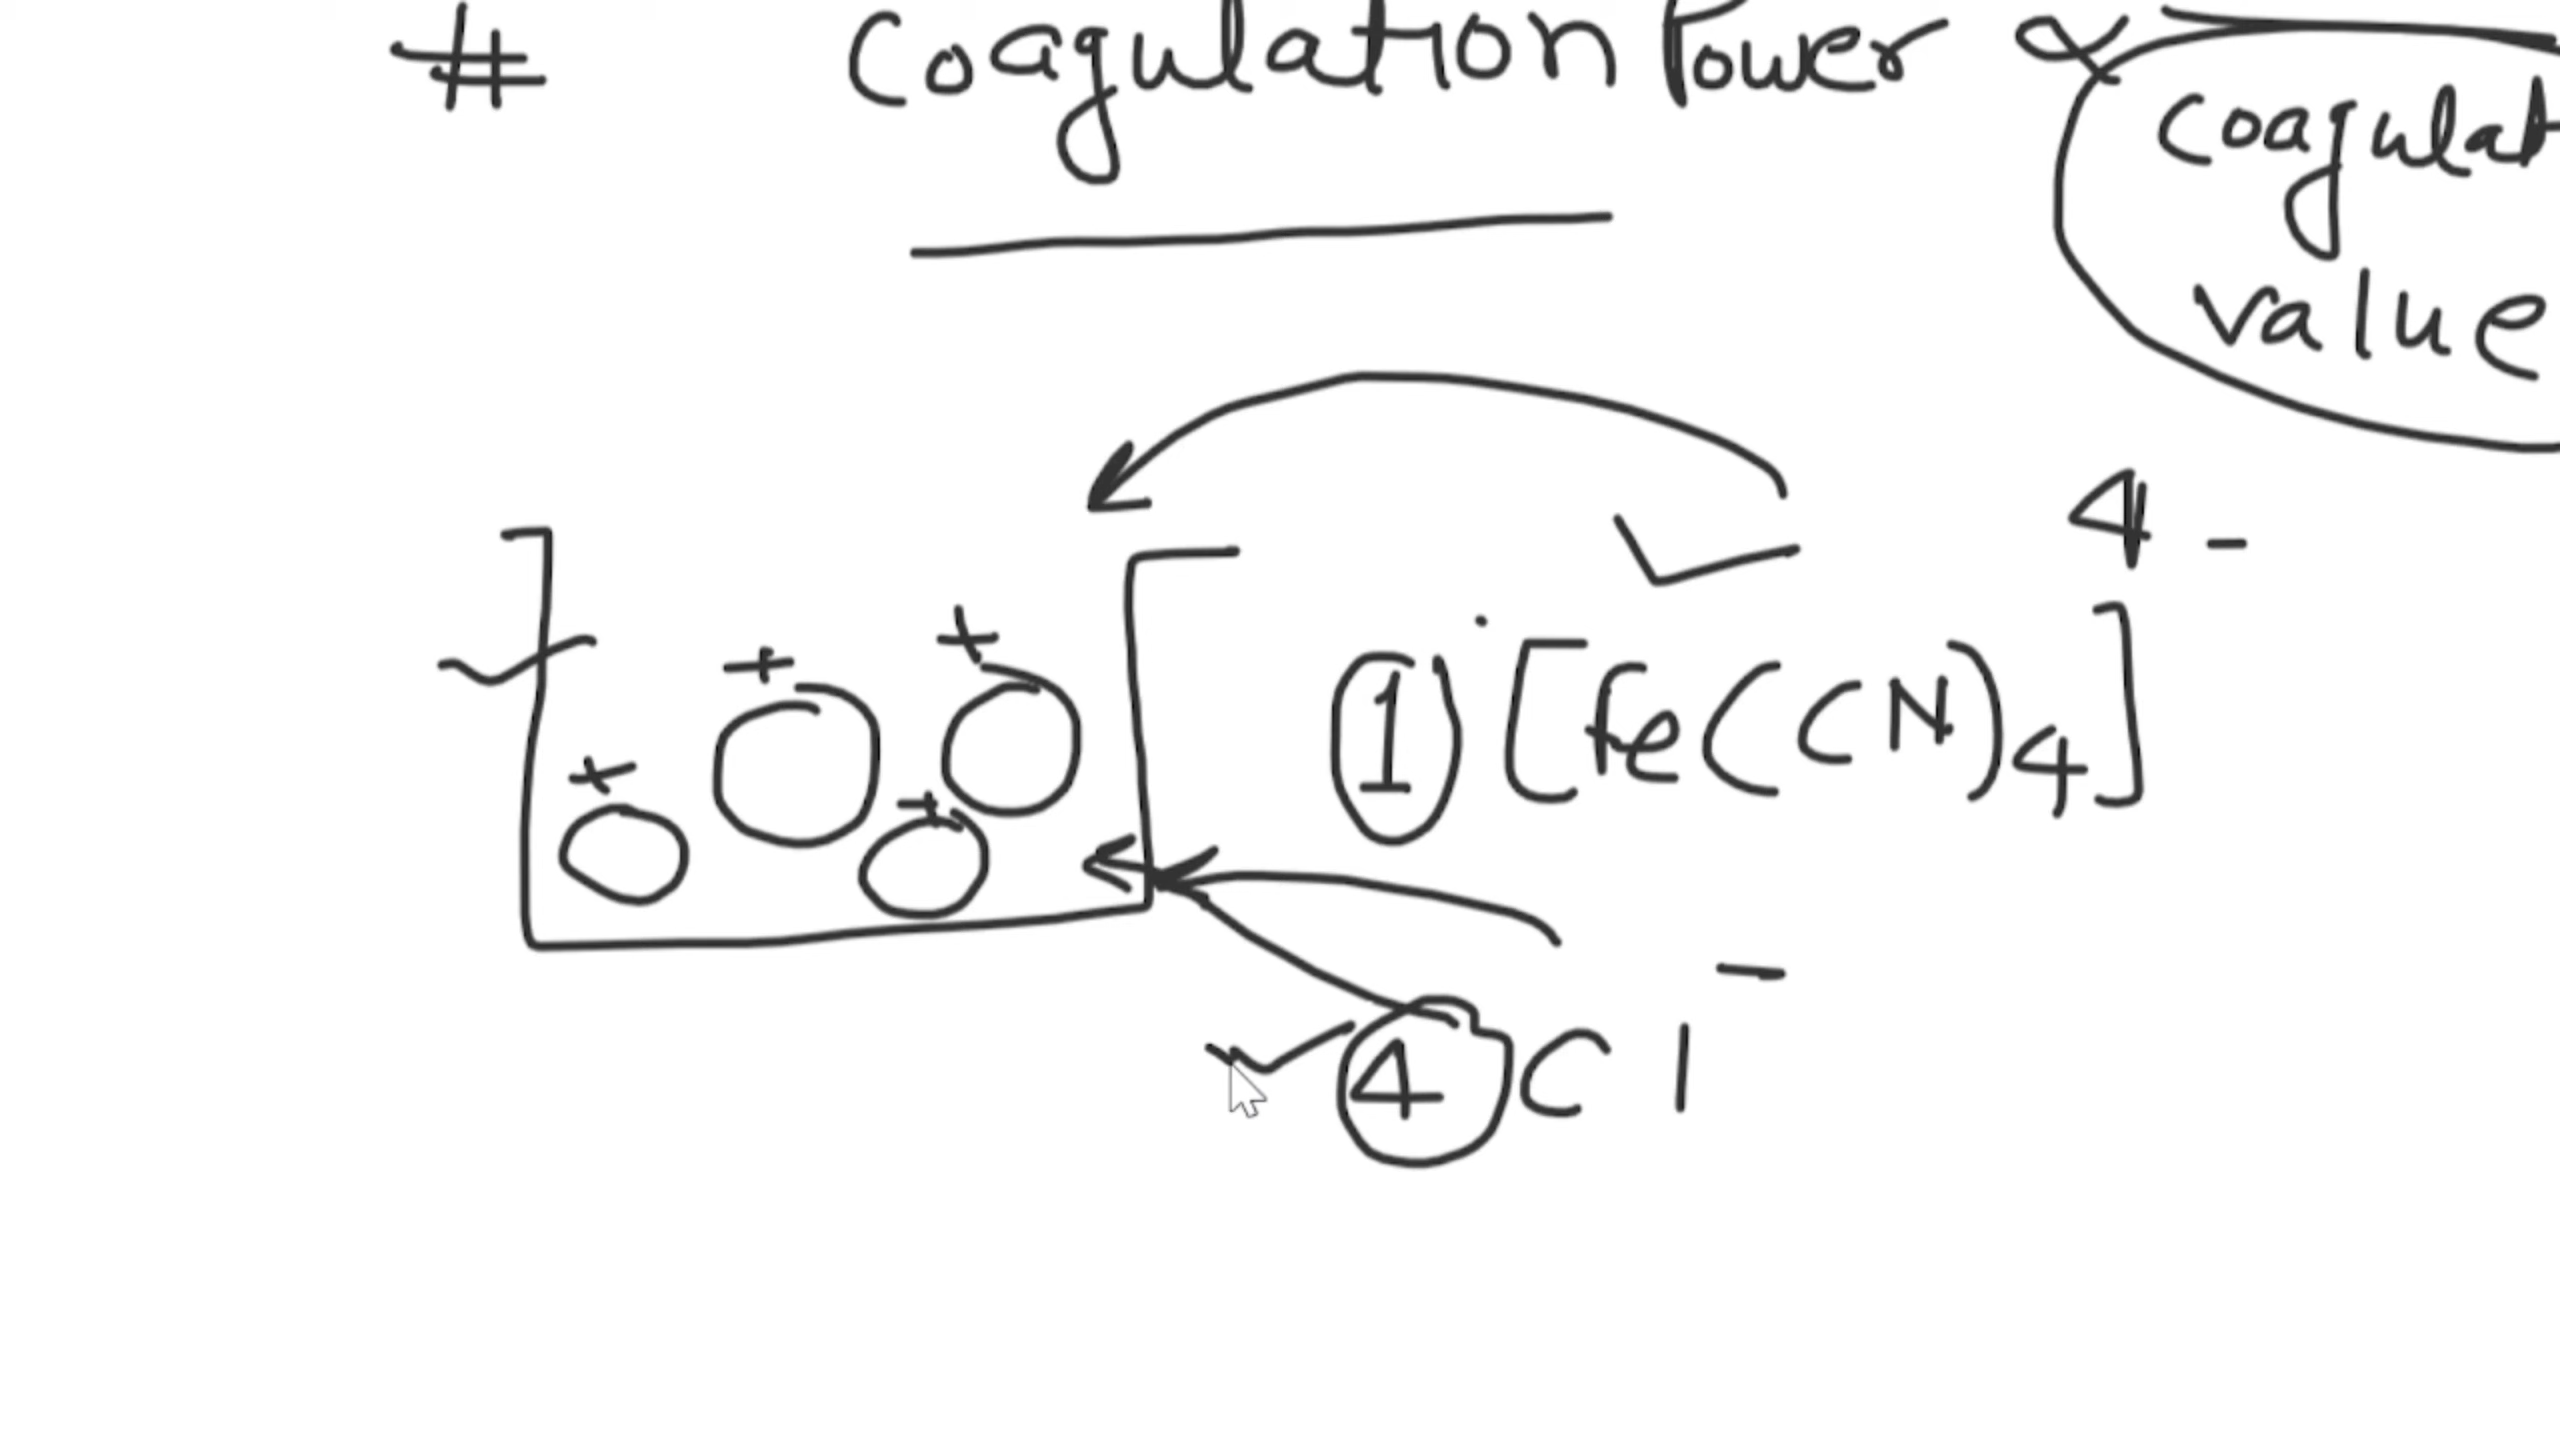 # Coagulation Power ∝ coagulat
value
4 -
+ + + +
1 [Fe(CN)4]
4 Cl -